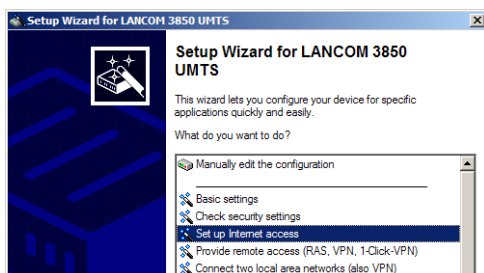 Setup Wizard for LANCOM 3850 UMTS
Setup Wizard for LANCOM 3850
UMTS
This wizard lets you configure your device for specific
applications quickly and easily.
What do you want to do?
Manually edit the configuration
Basic settings
Check security settings
Set up Internet access
Provide remote access (RAS, VPN, 1-Click-VPN)
Connect two local area networks (also VPN)